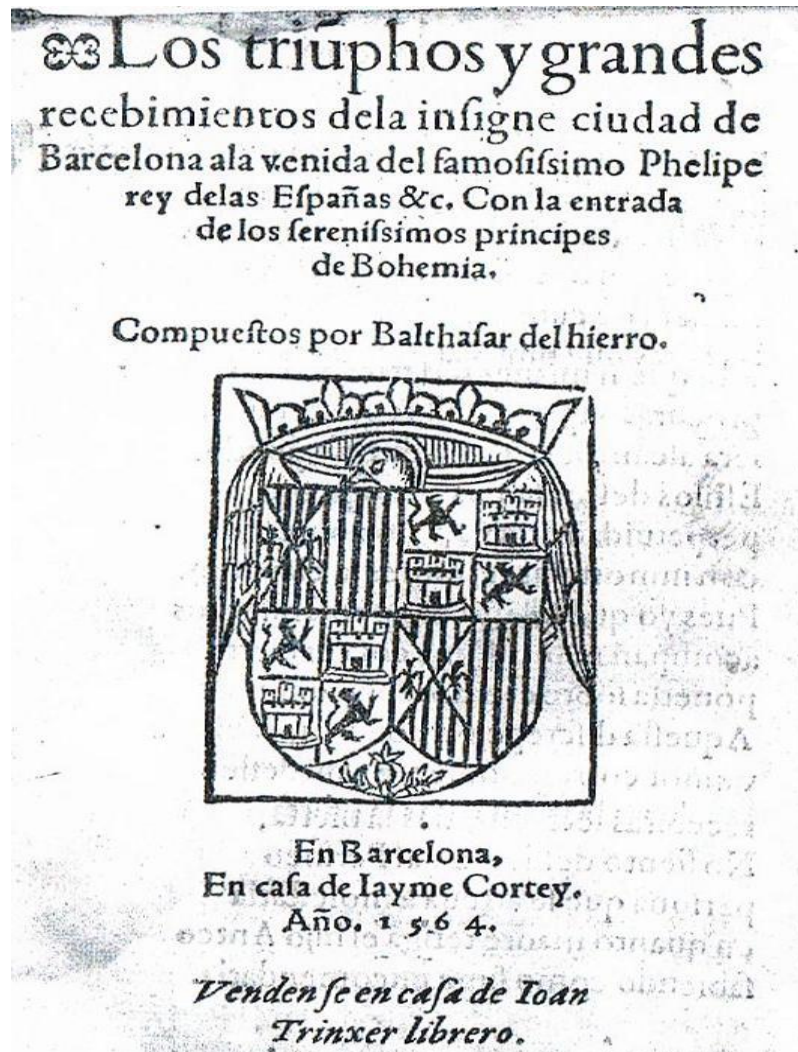 Los triũphos y grandes
recebimientos dela inſigne ciudad de
Barcelona ala venida del famoſiſsimo Phelipe
rey delas Eſpañas &c. Con la entrada
de los ſereniſsimos principes
de Bohemia.
Compueſtos por Balthaſar del hierro.
En Barcelona,
En caſa de Iayme Cortey.
Año. 1564.
Venden ſe en caſa de Ioan
Trinxer librero.